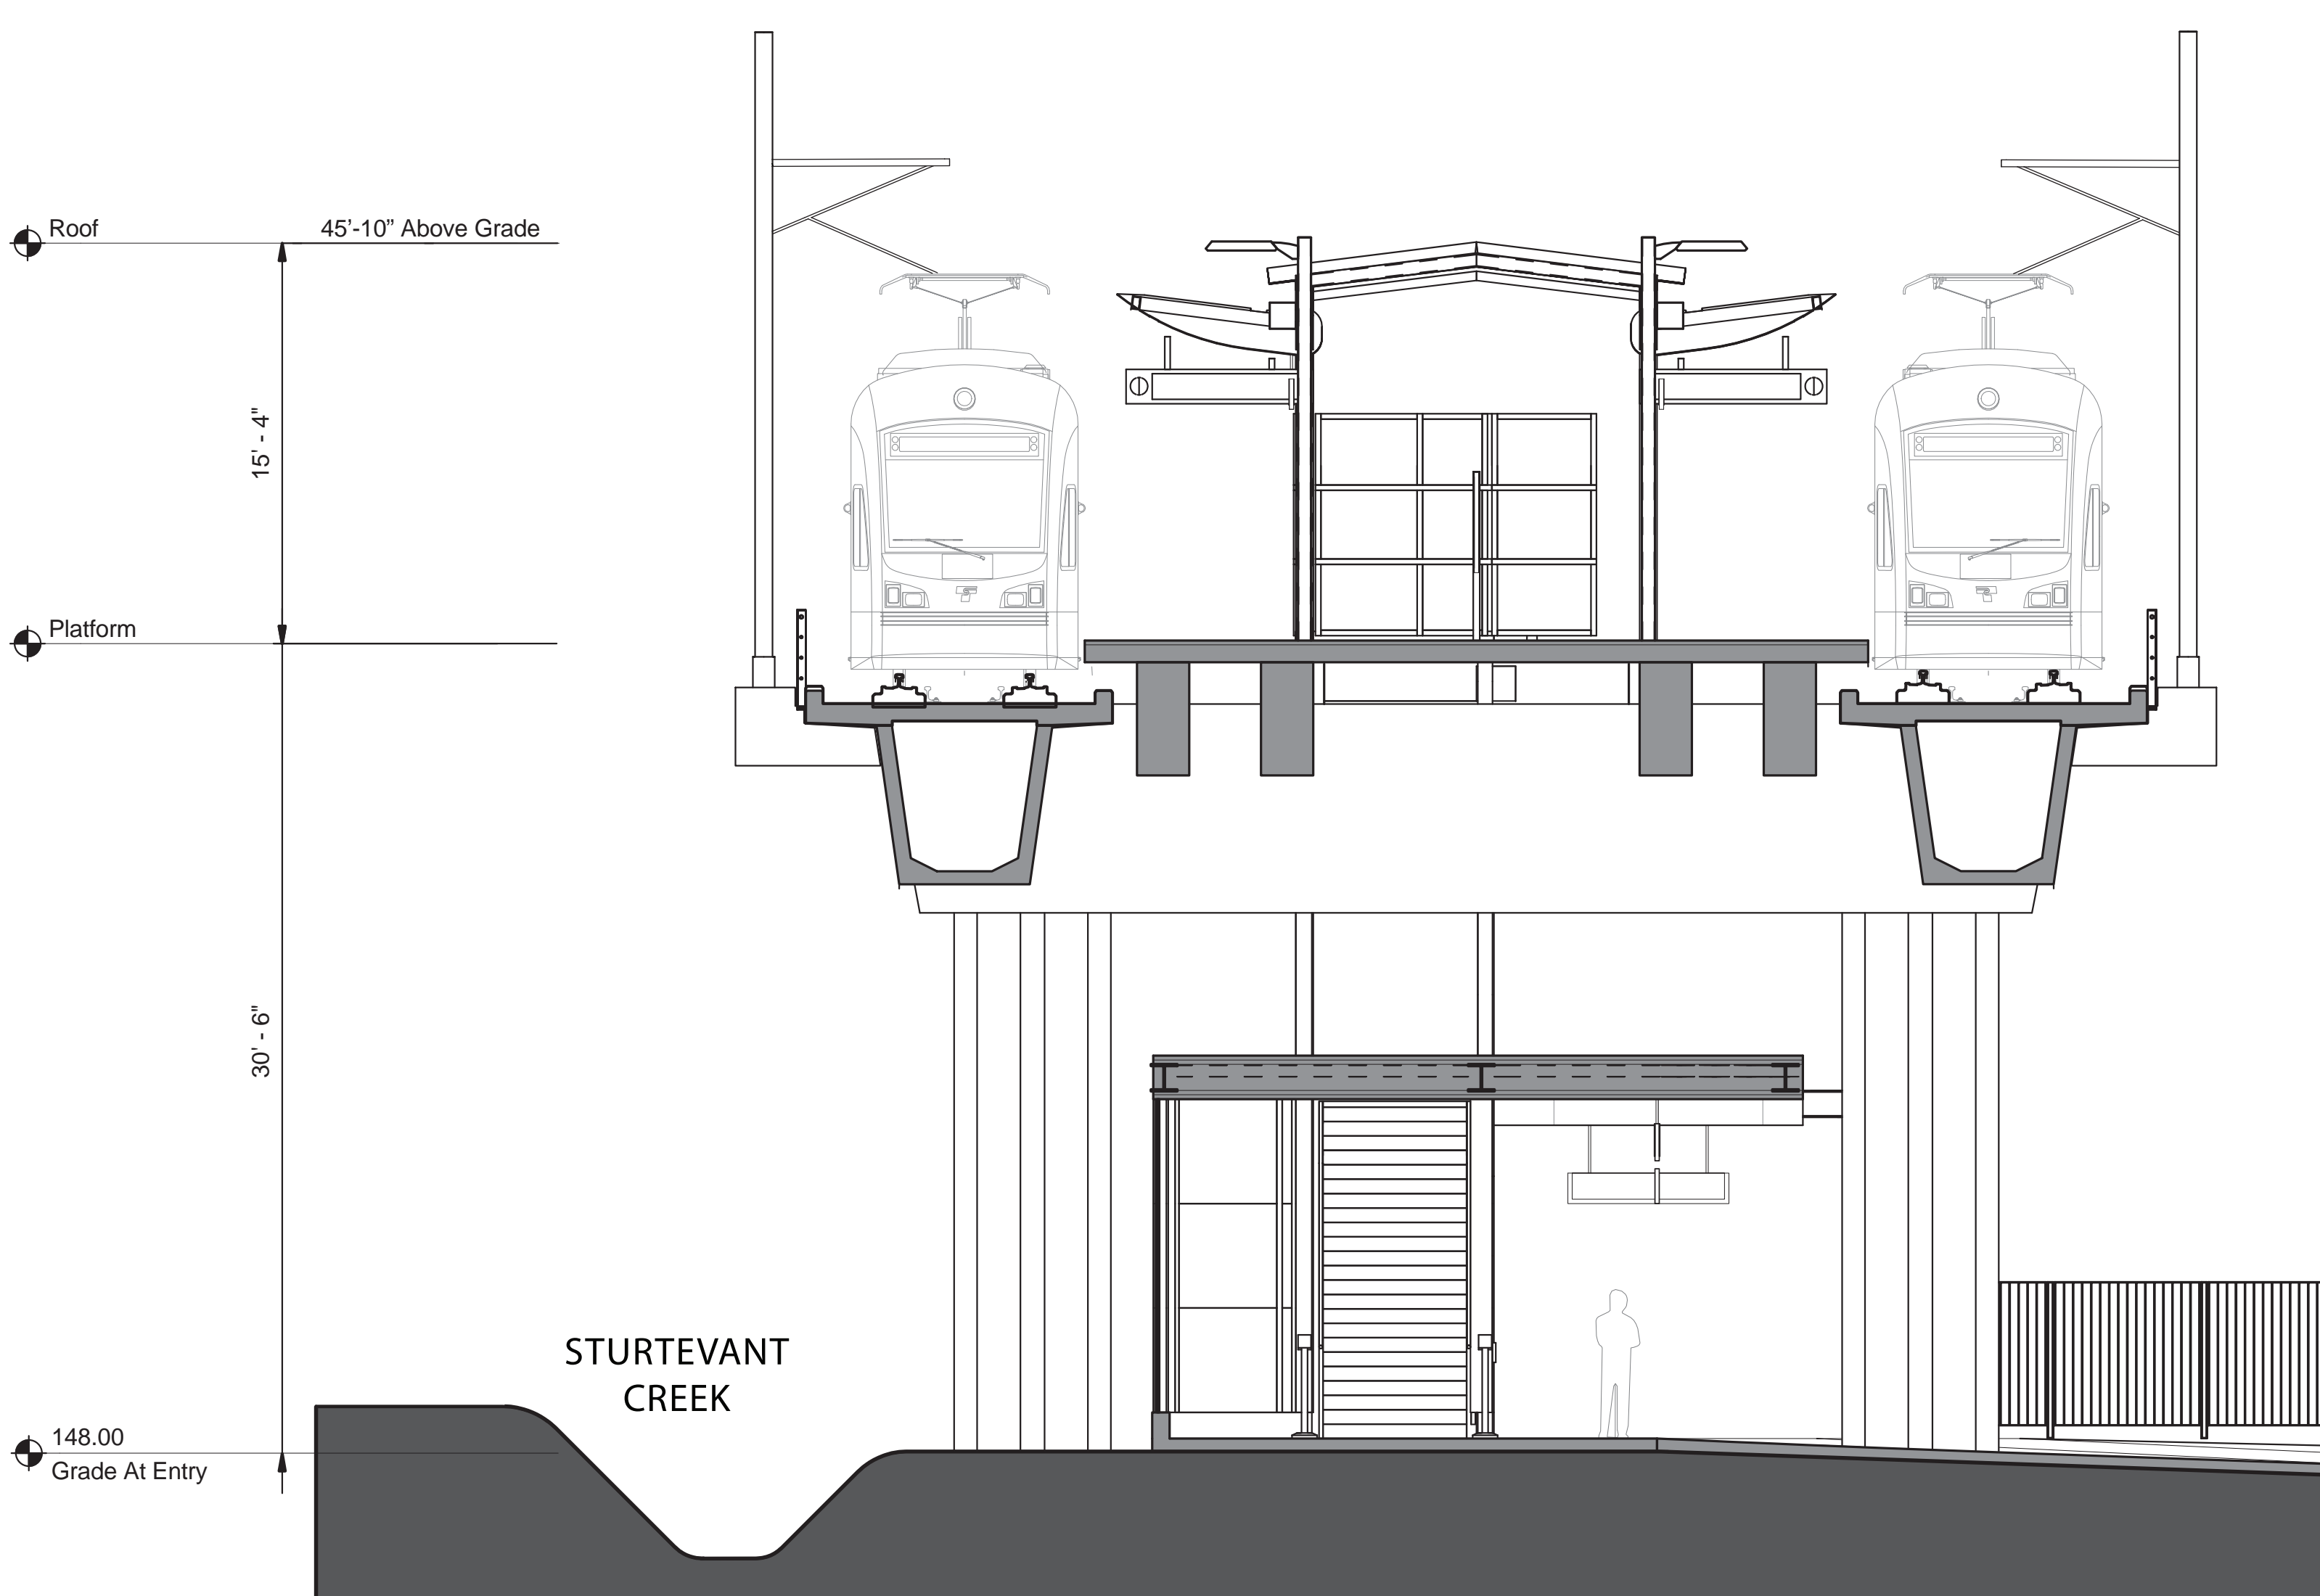 Roof
45’-10” Above Grade
15' - 4"
Platform
30' - 6"
STURTEVANT
CREEK
148.00
Grade At Entry